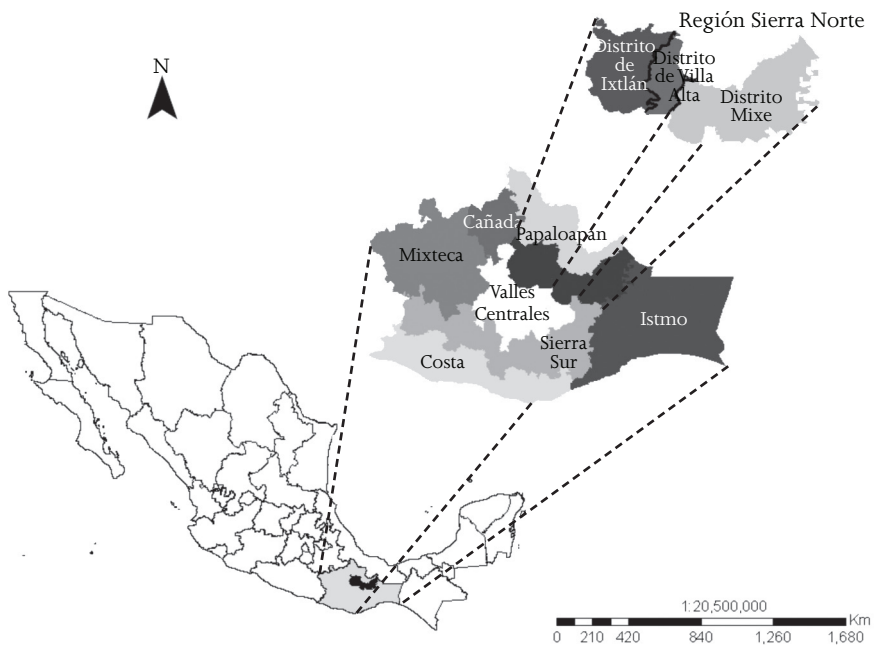 Región Sierra Norte
Distrito
de
Ixtlán
Distrito
de Villa
Alta
Distrito
Mixe
N
Cañada
Papaloapan
Mixteca
Valles
Centrales
Istmo
Sierra
Sur
Costa
1:20,500,000
Km
0 210 420 840 1,260 1,680